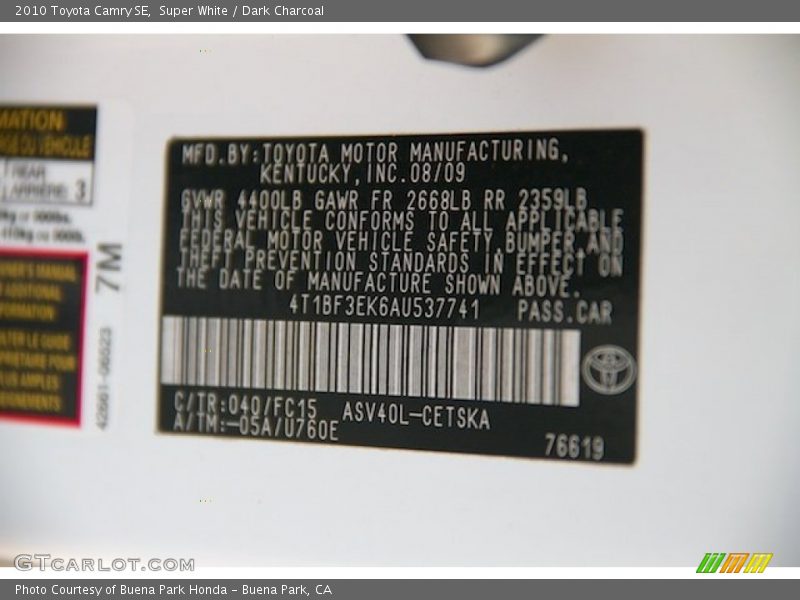 2010 Toyota Camry SE, Super White / Dark Charcoal
MATION
3
7M
42661-06523
MFD.BY:TOYOTA MOTOR MANUFACTURING,
KENTUCKY,INC.08/09
GVWR 4400LB GAWR FR 2668LB RR 2359LB
THIS VEHICLE CONFORMS TO ALL APPLICABLE
FEDERAL MOTOR VEHICLE SAFETY,BUMPER,AND
THEFT PREVENTION STANDARDS IN EFFECT ON
THE DATE OF MANUFACTURE SHOWN ABOVE.
4T1BF3EK6AU537741 PASS.CAR
C/TR:040/FC15 ASV40L-CETSKA
A/TM:-05A/U760E
76619
GTCARLOT.COM
Photo Courtesy of Buena Park Honda - Buena Park, CA